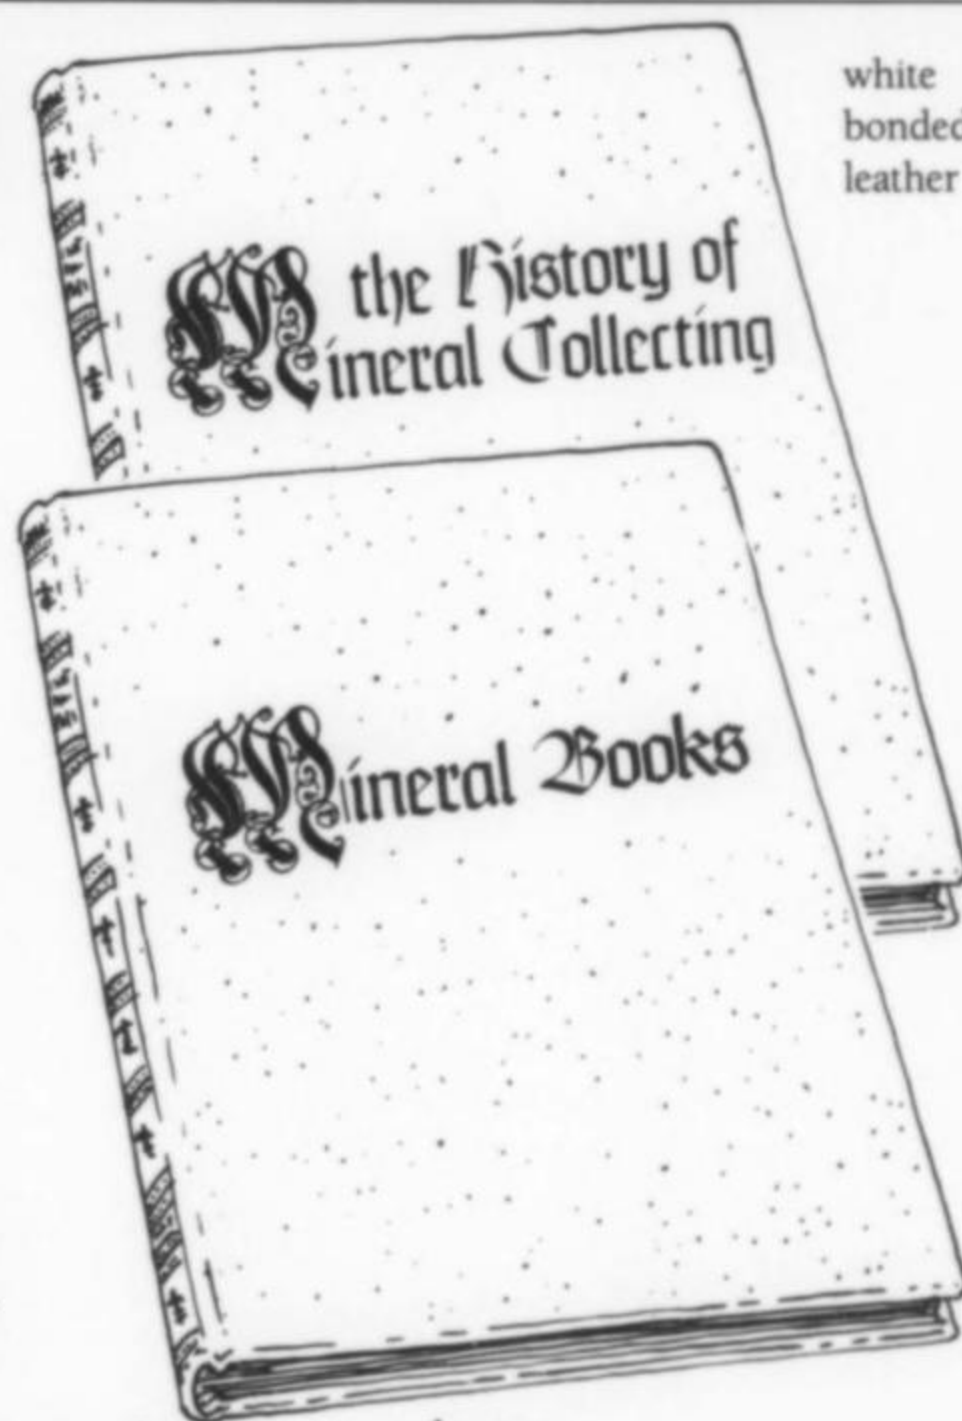 white
bonded
leather
the History of
Mineral Collecting
Mineral Books